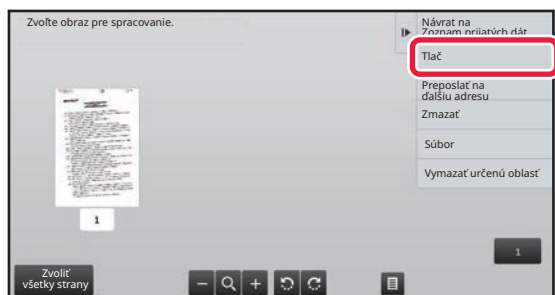 Zvoľte obraz pre spracovanie.
Návrat na
Zoznam prijatých dát
Tlač
Preposlať na
ďalšiu adresu
Zmazať
Súbor
Vymazať určenú oblasť
1
1
Zvoliť
všetky strany